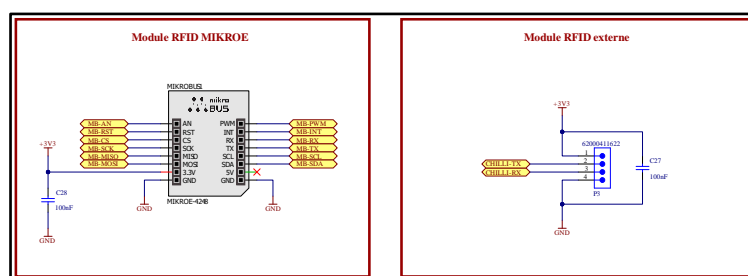 Module RFID MIKROE
MIKROBUS1
mikro
BUS
MB-AN
AN
PWM
MB-PWM
MB-RST
RST
INT
MB-INT
MB-CS
CS
RX
MB-RX
MB-SCK
SCK
TX
MB-TX
MB-MISO
MISO
SCL
MB-SCL
MB-MOSI
MOSI
SDA
MB-SDA
+3V3
3.3V
5V
GND
GND
C28
100nF
GND
GND
MIKROE-4248
GND
Module RFID externe
+3V3
62000411622
CHILLI-TX
CHILLI-RX
1
2
3
4
P3
C27
100nF
GND